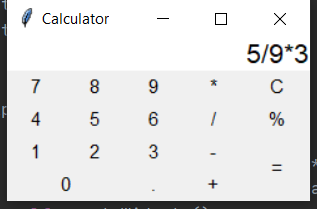 Calculator
5/9*3
7 8 9 * C
4 5 6 / %
1 2 3 -
=
0 . +